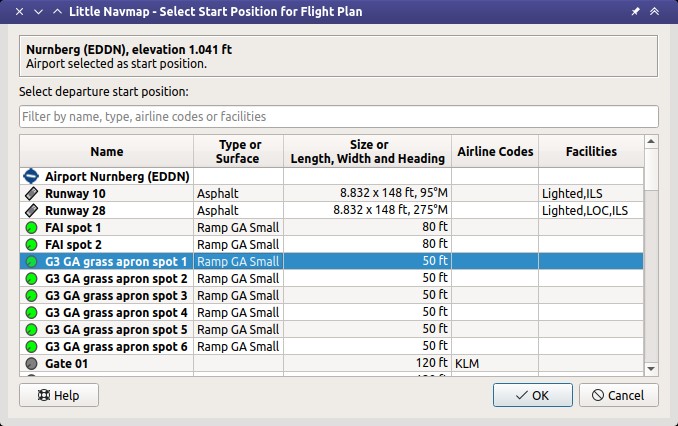 Little Navmap - Select Start Position for Flight Plan
Nurnberg (EDDN), elevation 1.041 ft
Airport selected as start position.
Select departure start position:
Filter by name, type, airline codes or facilities
Name Type or Surface Size or Length, Width and Heading Airline Codes Facilities
Airport Nurnberg (EDDN)
Runway 10 Asphalt 8.832 x 148 ft, 95°M Lighted,ILS
Runway 28 Asphalt 8.832 x 148 ft, 275°M Lighted,LOC,ILS
FAI spot 1 Ramp GA Small 80 ft
FAI spot 2 Ramp GA Small 80 ft
G3 GA grass apron spot 1 Ramp GA Small 50 ft
G3 GA grass apron spot 2 Ramp GA Small 50 ft
G3 GA grass apron spot 3 Ramp GA Small 50 ft
G3 GA grass apron spot 4 Ramp GA Small 50 ft
G3 GA grass apron spot 5 Ramp GA Small 50 ft
G3 GA grass apron spot 6 Ramp GA Small 50 ft
Gate 01 120 ft KLM
Help OK Cancel